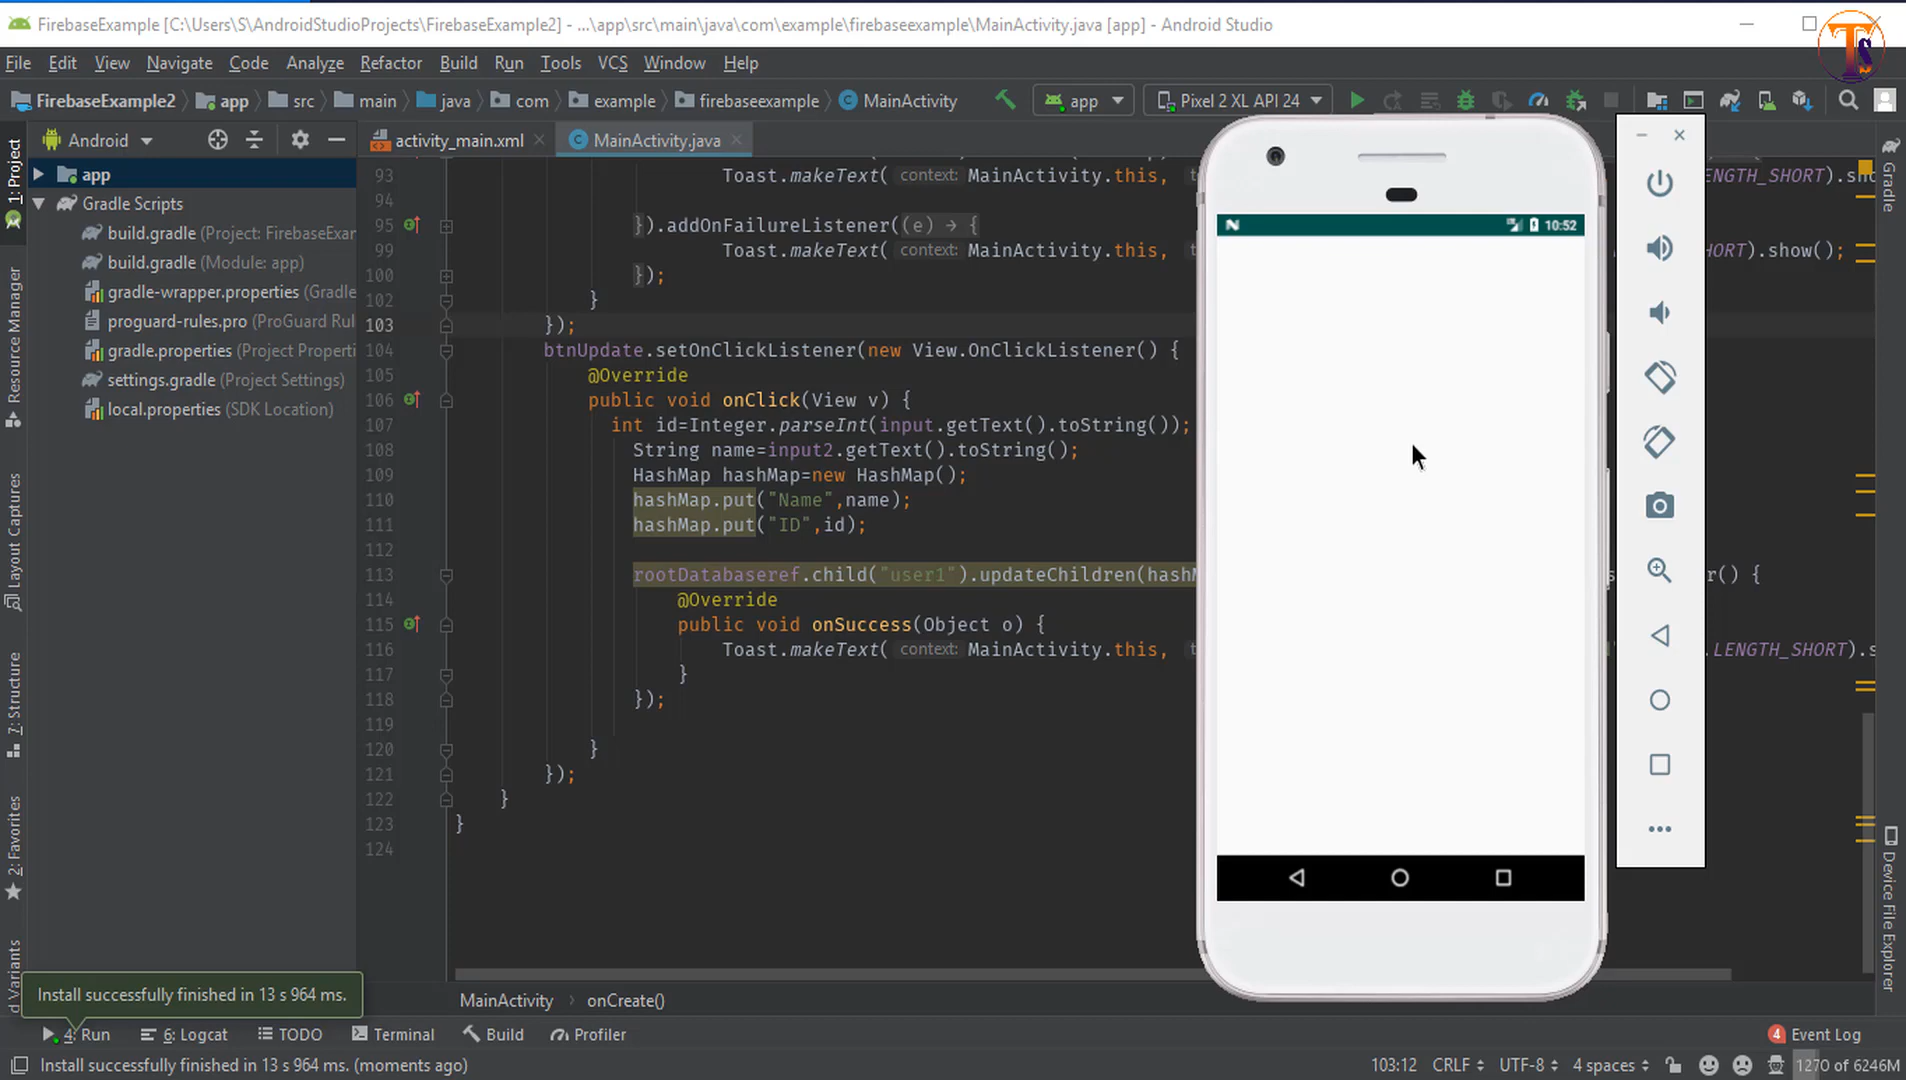 FirebaseExample [C:\Users\S\AndroidStudioProjects\FirebaseExample2] - ...\app\src\main\java\com\example\firebaseexample\MainActivity.java [app] - Android Studio
TS
File Edit View Navigate Code Analyze Refactor Build Run Tools VCS Window Help
FirebaseExample2 app src main java com example firebaseexample MainActivity app Pixel 2 XL API 24
1: Project
Resource Manager
Layout Captures
7: Structure
2: Favorites
d Variants
Android
app
Gradle Scripts
build.gradle (Project: FirebaseExar
build.gradle (Module: app)
gradle-wrapper.properties (Gradle
proguard-rules.pro (ProGuard Rul
gradle.properties (Project Properti
settings.gradle (Project Settings)
local.properties (SDK Location)
activity_main.xml MainActivity.java
93 Toast.makeText( context: MainActivity.this, NGTH_SHORT).sh
94
95 }).addOnFailureListener((e) → {
99 Toast.makeText( context: MainActivity.this, HORT).show();
100 });
102 }
103 });
104 btnUpdate.setOnClickListener(new View.OnClickListener() {
105 @Override
106 public void onClick(View v) {
107 int id=Integer.parseInt(input.getText().toString());
108 String name=input2.getText().toString();
109 HashMap hashMap=new HashMap();
110 hashMap.put("Name",name);
111 hashMap.put("ID",id);
112
113 rootDatabaseref.child("user1").updateChildren(hashM r() {
114 @Override
115 public void onSuccess(Object o) {
116 Toast.makeText( context: MainActivity.this, .LENGTH_SHORT).s
117 }
118 });
119
120 }
121 });
122 }
123 }
124
10:52
Gradle
Device File Explorer
Install successfully finished in 13 s 964 ms.
MainActivity › onCreate()
4: Run 6: Logcat TODO Terminal Build Profiler 4 Event Log
Install successfully finished in 13 s 964 ms. (moments ago) 103:12 CRLF UTF-8 4 spaces 1270 of 6246M